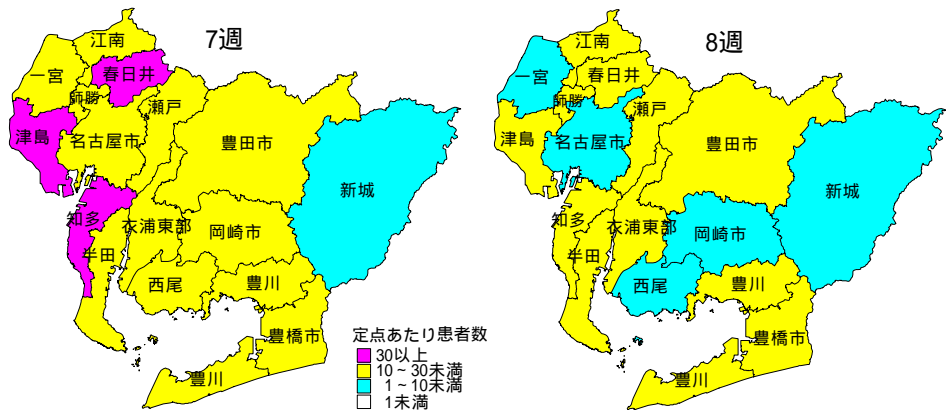 7週
江南
一宮
春日井
師勝
瀬戸
津島
名古屋市
豊田市
新城
知多
衣浦東部
岡崎市
半田
西尾
豊川
豊橋市
豊川
定点あたり患者数
30以上
10~30未満
1~10未満
1未満
8週
江南
一宮
春日井
師勝
瀬戸
津島
名古屋市
豊田市
新城
知多
衣浦東部
岡崎市
半田
西尾
豊川
豊橋市
豊川